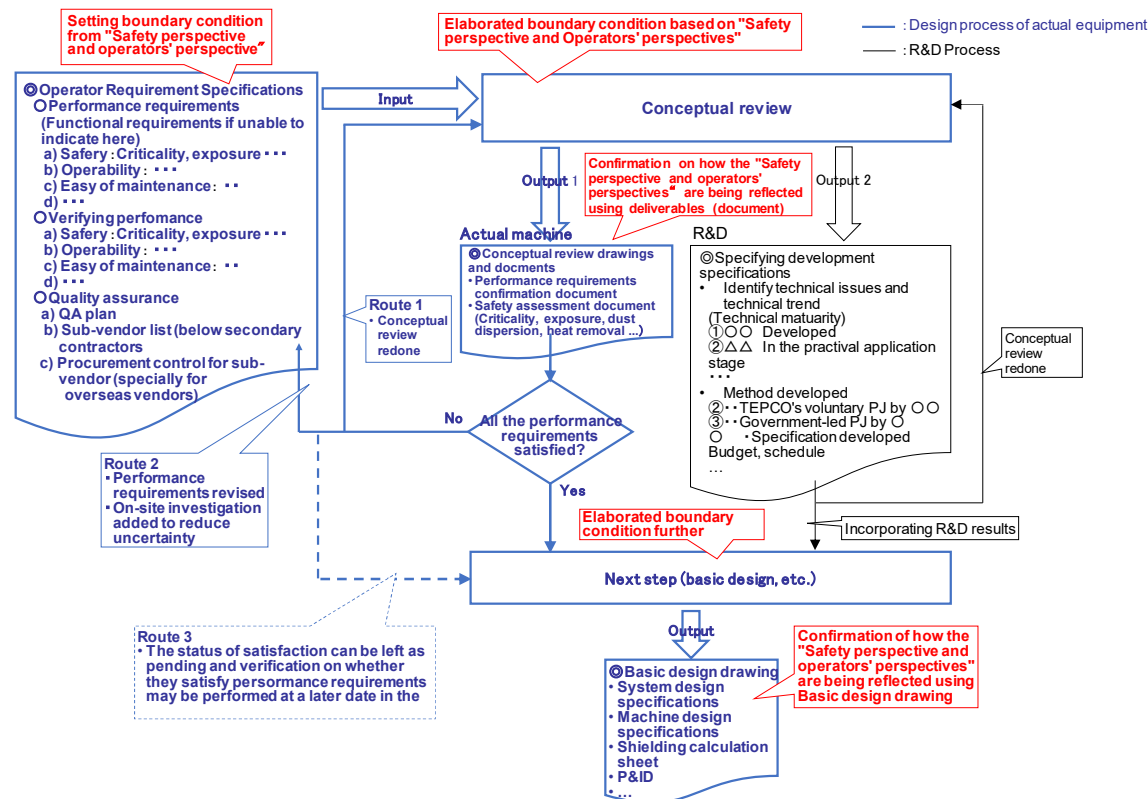 Setting boundary condition
from "Safety perspective
and operators' perspective"
Elaborated boundary condition based on "Safety
perspective and Operators' perspectives"
: Design process of actual equipment
: R&D Process
◎Operator Requirement Specifications
○Performance requirements
(Functional requirements if unable to
indicate here)
a) Safery：Criticality, exposure ･･･
b) Operability： ･･･
c) Easy of maintenance： ･･
d) ･･･
○Verifying perfomance
a) Safery：Criticality, exposure ･･･
b) Operability： ･･･
c) Easy of maintenance： ･･
d) ･･･
○Quality assurance
a) QA plan
b) Sub-vendor list (below secondary
contractors
c) Procurement control for sub-
vendor (specially for
overseas vendors)
Input
Conceptual review
Output 1
Confirmation on how the "Safety
perspective and operators'
perspectives" are being reflected
using deliverables (document)
Output 2
Actual machine
◎Conceptual review drawings
and docments
・Performance requirements
confirmation document
・Safety assessment document
(Criticality, exposure, dust
dispersion, heat removal ...)
R&D
◎Specifying development
specifications
• Identify technical issues and
technical trend
(Technical maturity)
①○○ Developed
②△△ In the practival application
stage
･･･
• Method developed
②･･TEPCO's voluntary PJ by ○○
③･･Government-led PJ by ○
○ ・Specification developed
Budget, schedule
…
Route 1
・Conceptual
review
redone
Conceptual
review
redone
No
All the performance
requirements
satisfied?
Yes
Route 2
・Performance
requirements revised
・On-site investigation
added to reduce
uncertainty
Elaborated boundary
condition further
Incorporating R&D results
Next step (basic design, etc.)
Route 3
・The status of satisfaction can be left as
pending and verification on whether
they satisfy persormance requirements
may be performed at a later date in the
Output
◎Basic design drawing
・System design
specifications
・Machine design
specifications
・Shielding calculation
sheet
・P&ID
・…
Confirmation of how the
"Safety perspective and
operators' perspectives"
are being reflected using
Basic design drawing